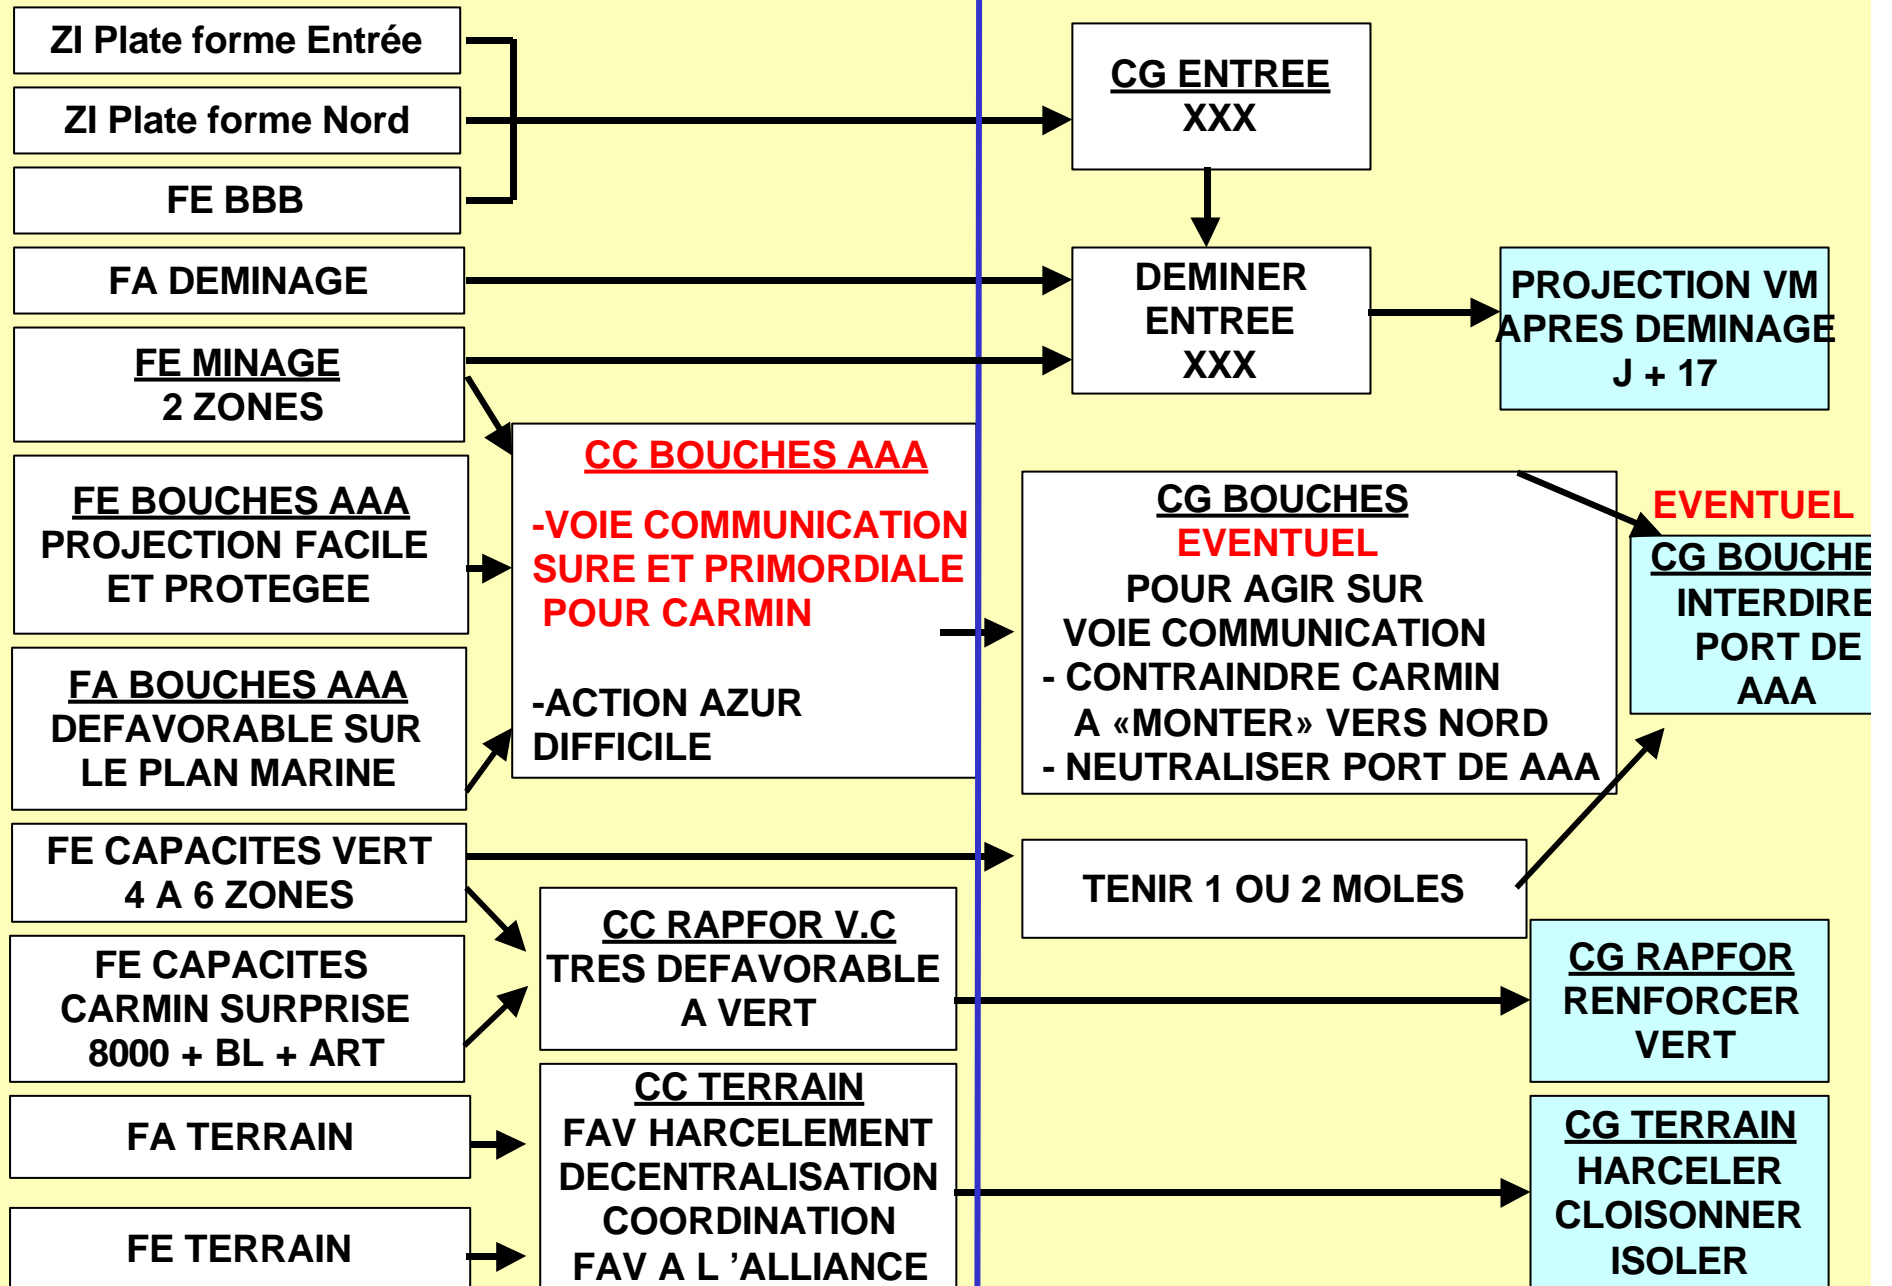 ZI Plate forme Entrée
ZI Plate forme Nord
FE BBB
FA DEMINAGE
FE MINAGE
2 ZONES
FE BOUCHES AAA
PROJECTION FACILE
ET PROTEGEE
FA BOUCHES AAA
DEFAVORABLE SUR
LE PLAN MARINE
FE CAPACITES VERT
4 A 6 ZONES
FE CAPACITES
CARMIN SURPRISE
8000 + BL + ART
FA TERRAIN
FE TERRAIN
CC BOUCHES AAA
-VOIE COMMUNICATION
SURE ET PRIMORDIALE
POUR CARMIN
-ACTION AZUR
DIFFICILE
CC RAPFOR V.C
TRES DEFAVORABLE
A VERT
CC TERRAIN
FAV HARCELEMENT
DECENTRALISATION
COORDINATION
FAV A L ’ALLIANCE
CG ENTREE
XXX
DEMINER
ENTREE
XXX
CG BOUCHES
EVENTUEL
POUR AGIR SUR
VOIE COMMUNICATION
- CONTRAINDRE CARMIN
A «MONTER» VERS NORD
- NEUTRALISER PORT DE AAA
TENIR 1 OU 2 MOLES
PROJECTION VM
APRES DEMINAGE
J + 17
EVENTUEL
CG BOUCHE
INTERDIRE
PORT DE
AAA
CG RAPFOR
RENFORCER
VERT
CG TERRAIN
HARCELER
CLOISONNER
ISOLER